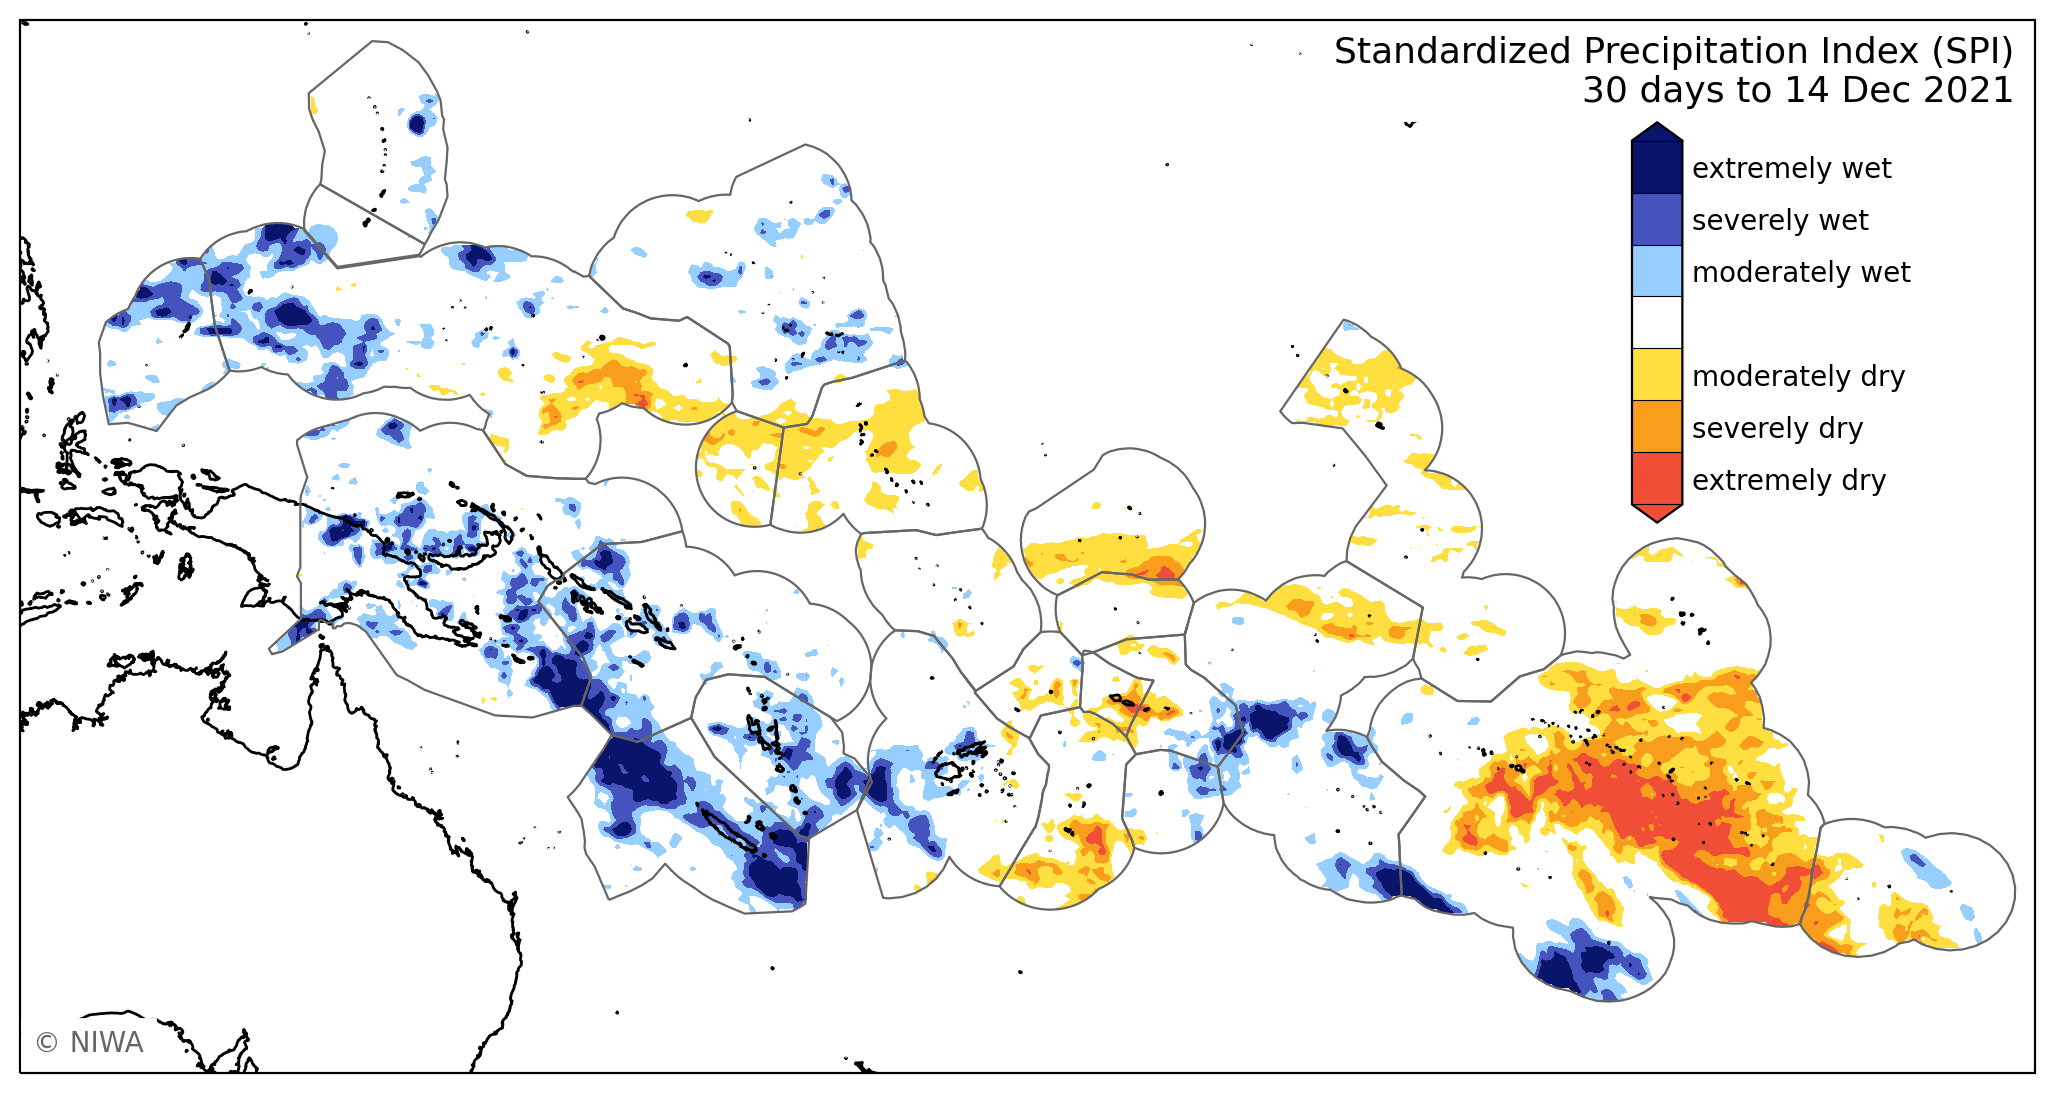 Standardized Precipitation Index (SPI)
30 days to 14 Dec 2021
extremely wet
severely wet
moderately wet
moderately dry
severely dry
extremely dry
© NIWA